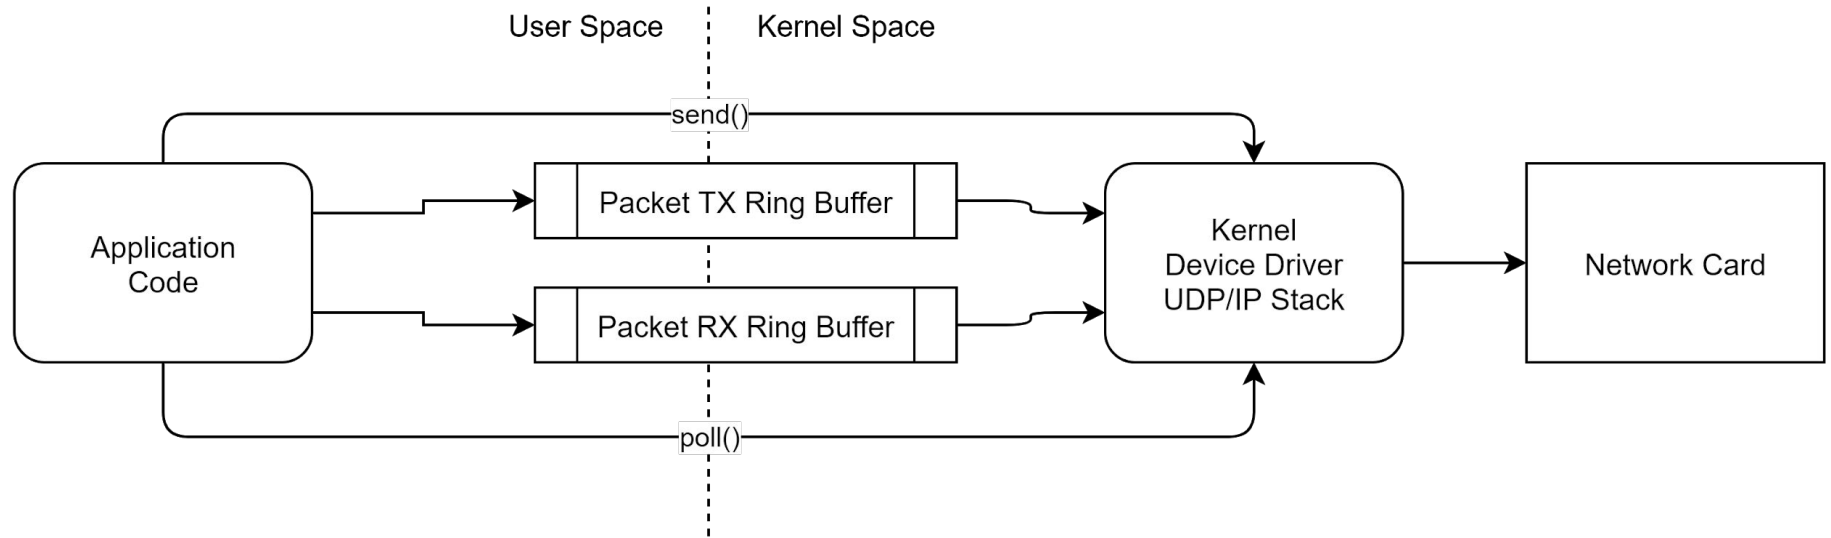 User Space
Kernel Space
send()
Application
Code
Packet TX Ring Buffer
Packet RX Ring Buffer
Kernel
Device Driver
UDP/IP Stack
Network Card
poll()